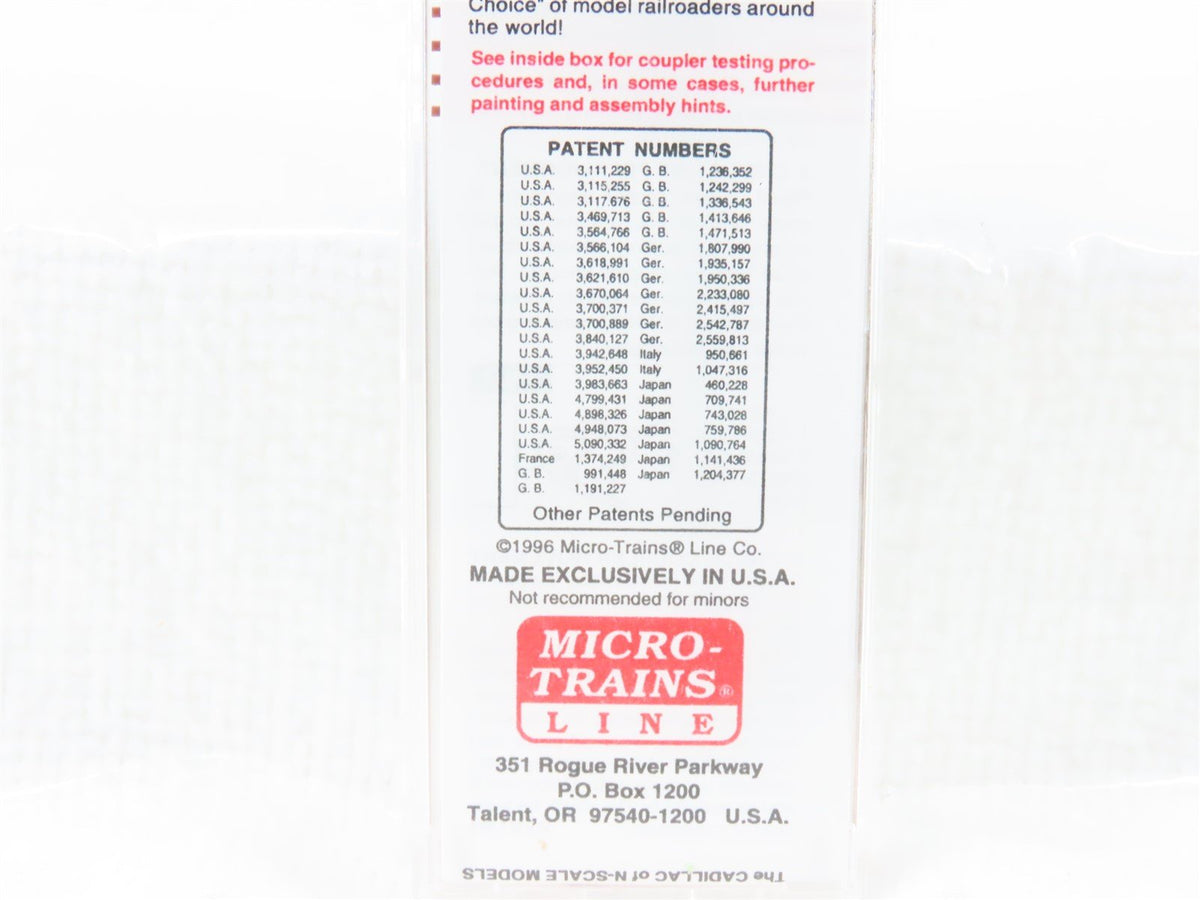 Choice" of model railroaders around
the world!
See inside box for coupler testing pro-
cedures and, in some cases, further
painting and assembly hints.
PATENT NUMBERS
U.S.A. 3,111,229 G. B. 1,236,352
U.S.A. 3,115,255 G. B. 1,242,299
U.S.A. 3,117.676 G. B. 1,336,543
U.S.A. 3,469,713 G. B. 1,413,646
U.S.A. 3,564,766 G. B. 1,471,513
U.S.A. 3,566,104 Ger. 1,807,990
U.S.A. 3,618,991 Ger. 1,935,157
U.S.A. 3,621,610 Ger. 1,950,336
U.S.A. 3,670,064 Ger. 2,233,080
U.S.A. 3,700,371 Ger. 2,415,497
U.S.A. 3,700,889 Ger. 2,542,787
U.S.A. 3,840,127 Ger. 2,559,813
U.S.A. 3,942,648 Italy 950,661
U.S.A. 3,952,450 Italy 1,047,316
U.S.A. 3,983,663 Japan 460,228
U.S.A. 4,799,431 Japan 709,741
U.S.A. 4,898,326 Japan 743,028
U.S.A. 4,948,073 Japan 759,786
U.S.A. 5,090,332 Japan 1,090,764
France 1,374,249 Japan 1,141,436
G. B. 991,448 Japan 1,204,377
G. B. 1,191,227
Other Patents Pending
©1996 Micro-Trains® Line Co.
MADE EXCLUSIVELY IN U.S.A.
Not recommended for minors
MICRO-
TRAINS®
LINE
351 Rogue River Parkway
P.O. Box 1200
Talent, OR 97540-1200 U.S.A.
The CADILLAC of N-SCALE MODELS